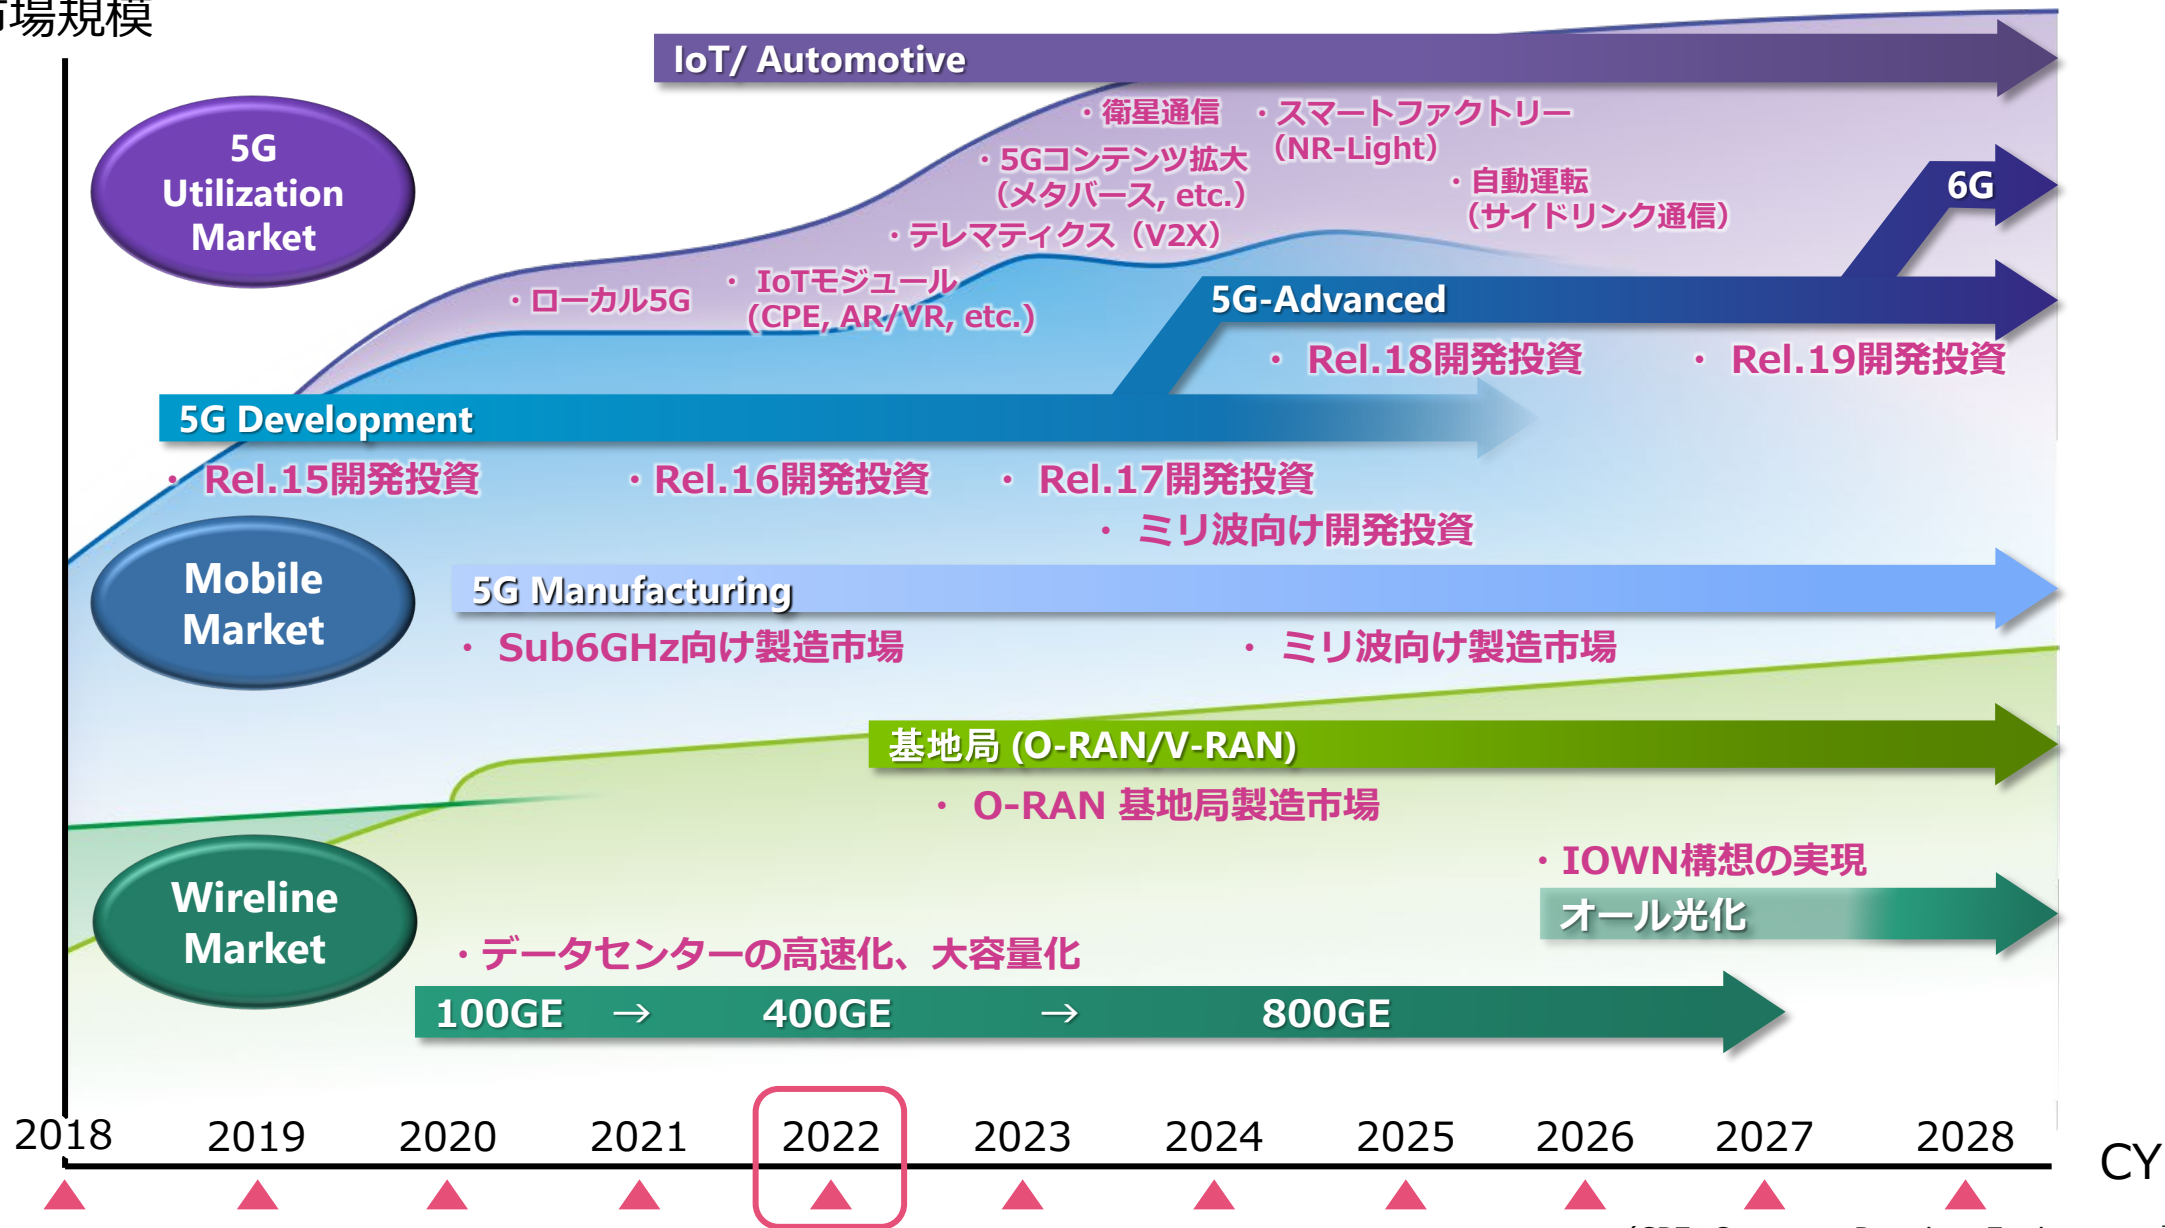 市場規模
IoT/ Automotive
5G
Utilization
Market
・衛星通信
・スマートファクトリー
（NR-Light）
・5Gコンテンツ拡大
（メタバース, etc.）
・自動運転
（サイドリンク通信）
6G
・テレマティクス（V2X）
・ローカル5G
・ IoTモジュール
(CPE, AR/VR, etc.)
5G-Advanced
・ Rel.18開発投資
・ Rel.19開発投資
5G Development
・ Rel.15開発投資
・Rel.16開発投資
・ Rel.17開発投資
・ ミリ波向け開発投資
Mobile
Market
5G Manufacturing
・ Sub6GHz向け製造市場
・ ミリ波向け製造市場
基地局 (O-RAN/V-RAN)
・ O-RAN 基地局製造市場
・IOWN構想の実現
オール光化
Wireline
Market
・データセンターの高速化、大容量化
100GE → 400GE → 800GE
2018 2019 2020 2021 2022 2023 2024 2025 2026 2027 2028
CY